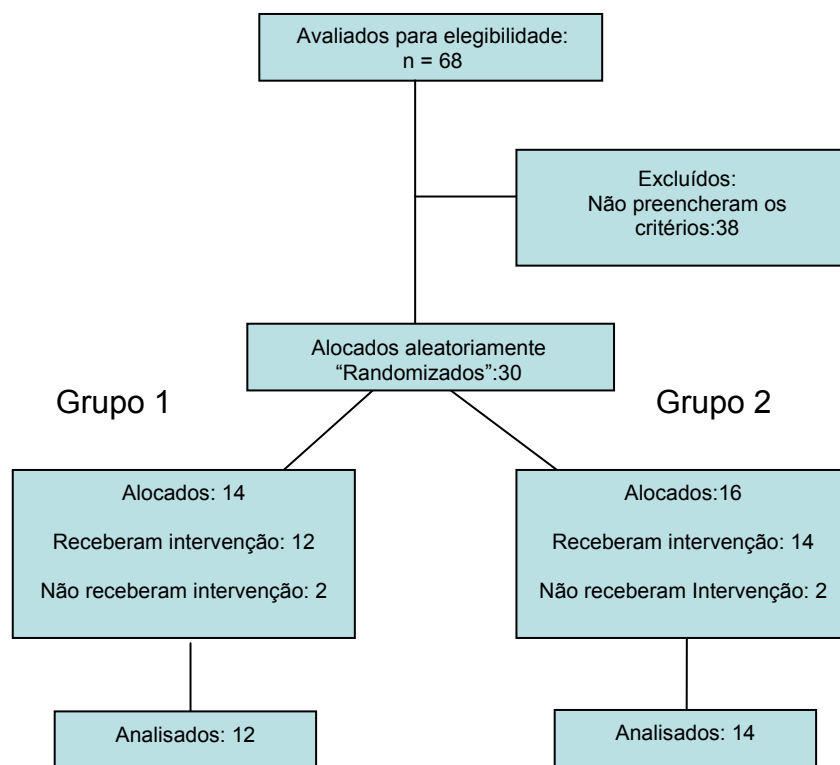 Avaliados para elegibilidade:
n = 68
Excluídos:
Não preencheram os
critérios:38
Alocados aleatoriamente
“Randomizados”:30
Grupo 1
Grupo 2
Alocados: 14
Receberam intervenção: 12
Não receberam intervenção: 2
Alocados:16
Receberam intervenção: 14
Não receberam Intervenção: 2
Analisados: 12
Analisados: 14